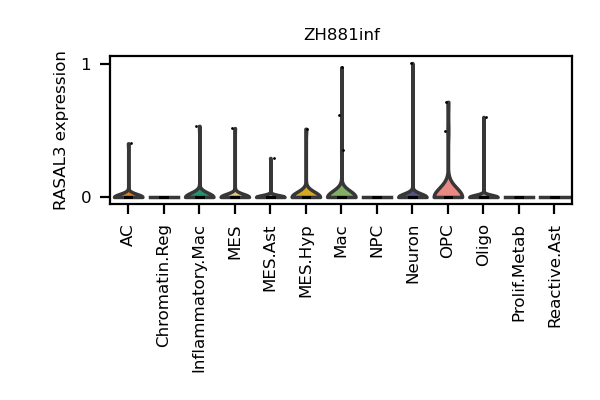 ZH881inf
RASAL3 expression
1
0
AC
Chromatin.Reg
Inflammatory.Mac
MES
MES.Ast
MES.Hyp
Mac
NPC
Neuron
OPC
Oligo
Prolif.Metab
Reactive.Ast